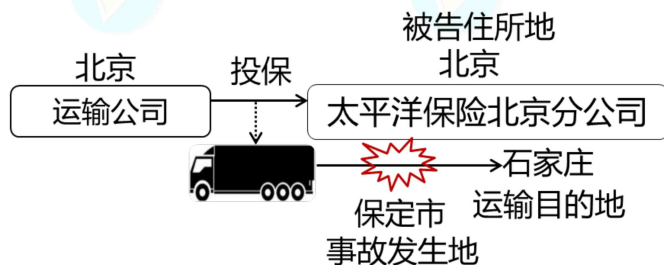 被告住所地
北京
投保
北京
运输公司
太平洋保险北京分公司
石家庄
运输目的地
保定市
事故发生地